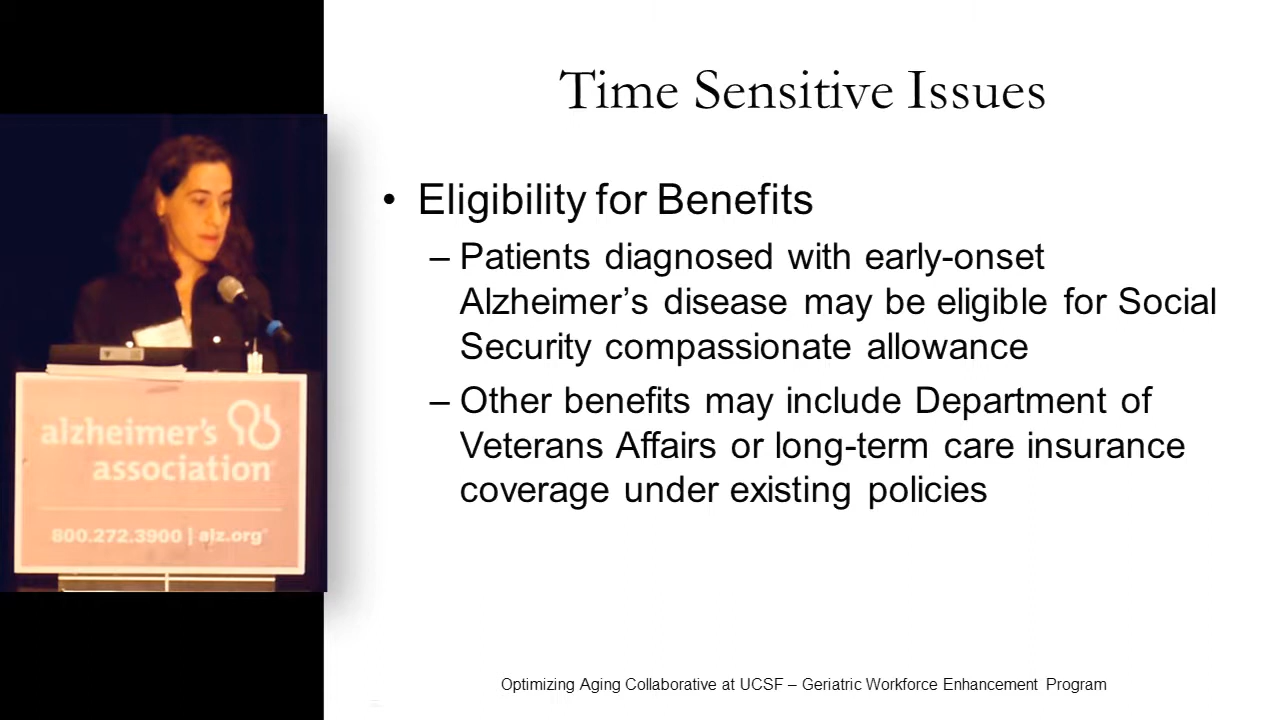 Time Sensitive Issues
• Eligibility for Benefits
– Patients diagnosed with early-onset
Alzheimer’s disease may be eligible for Social
Security compassionate allowance
– Other benefits may include Department of
Veterans Affairs or long-term care insurance
coverage under existing policies
alzheimer's
association
800.272.3900 | alz.org
Optimizing Aging Collaborative at UCSF – Geriatric Workforce Enhancement Program